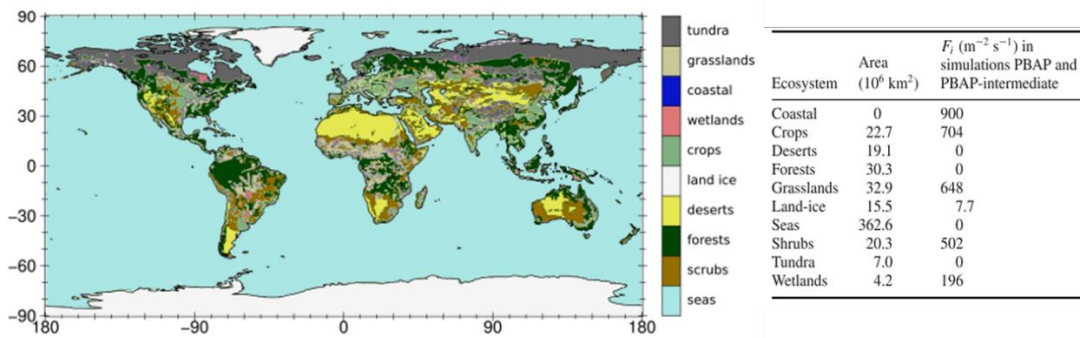 90
60
30
0
−30
−60
−90
180
−90
0
90
180
tundra
grasslands
coastal
wetlands
crops
land ice
deserts
forests
scrubs
seas
Fi (m−2 s−1) in
Area simulations PBAP and
Ecosystem (10⁶ km²) PBAP-intermediate
Coastal 0 900
Crops 22.7 704
Deserts 19.1 0
Forests 30.3 0
Grasslands 32.9 648
Land-ice 15.5 7.7
Seas 362.6 0
Shrubs 20.3 502
Tundra 7.0 0
Wetlands 4.2 196